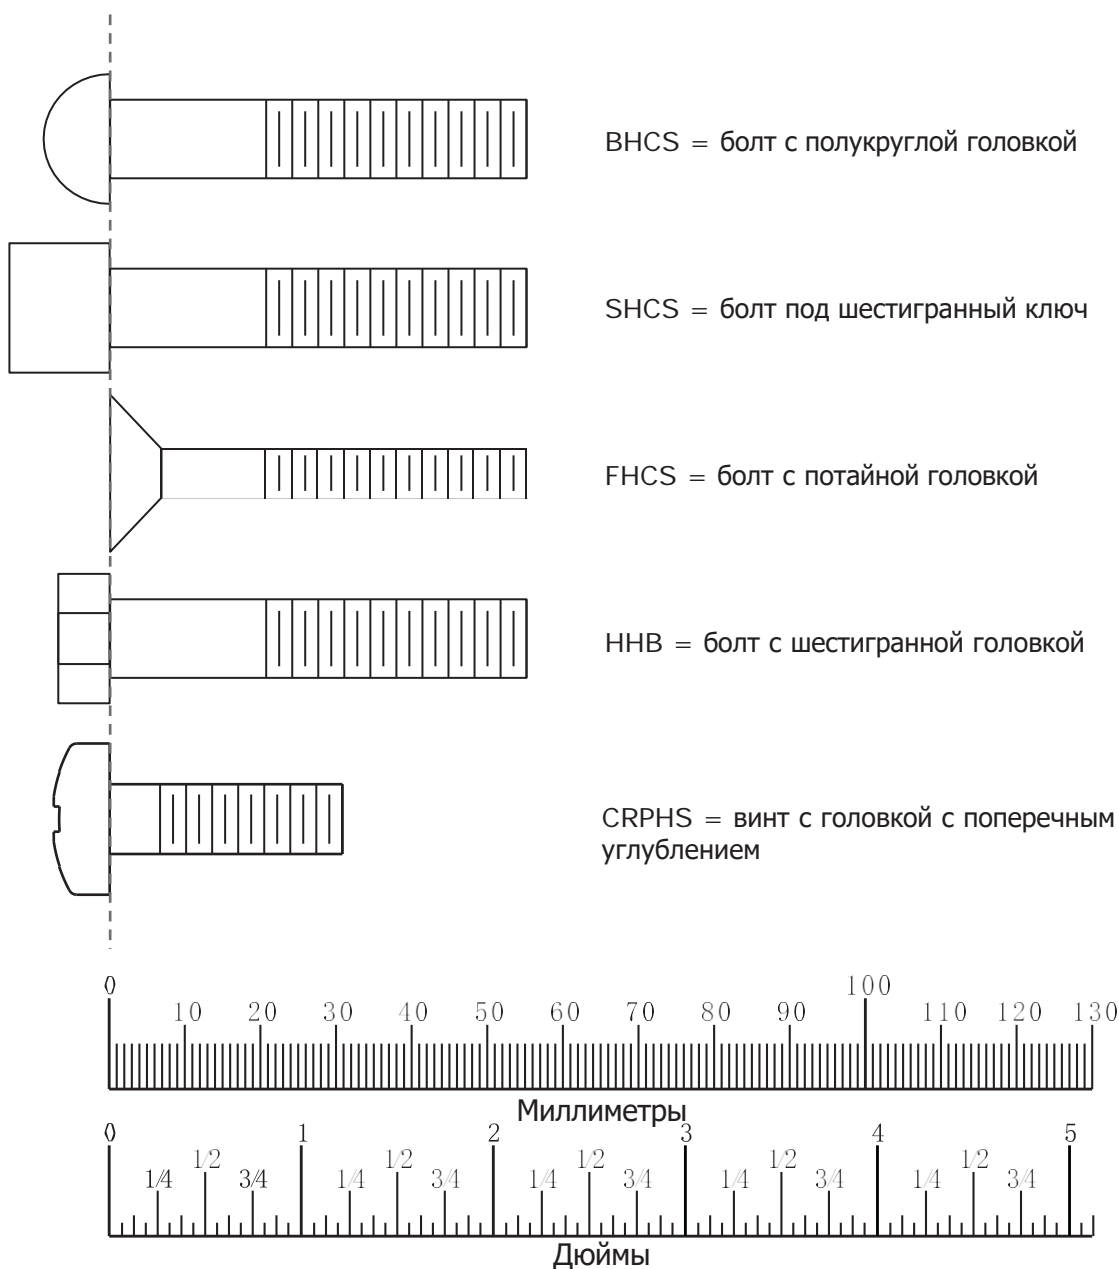 BHCS = болт с полукруглой головкой
SHCS = болт под шестигранный ключ
FHCS = болт с потайной головкой
HHB = болт с шестигранной головкой
CRPHS = винт с головкой с поперечным
углублением
0 100
10 20 30 40 50 60 70 80 90 110 120 130
Миллиметры
0 1 2 3 4 5
1/2 1/2 1/2 1/2 1/2
1/4 3/4 1/4 3/4 1/4 3/4 1/4 3/4 1/4 3/4
Дюймы